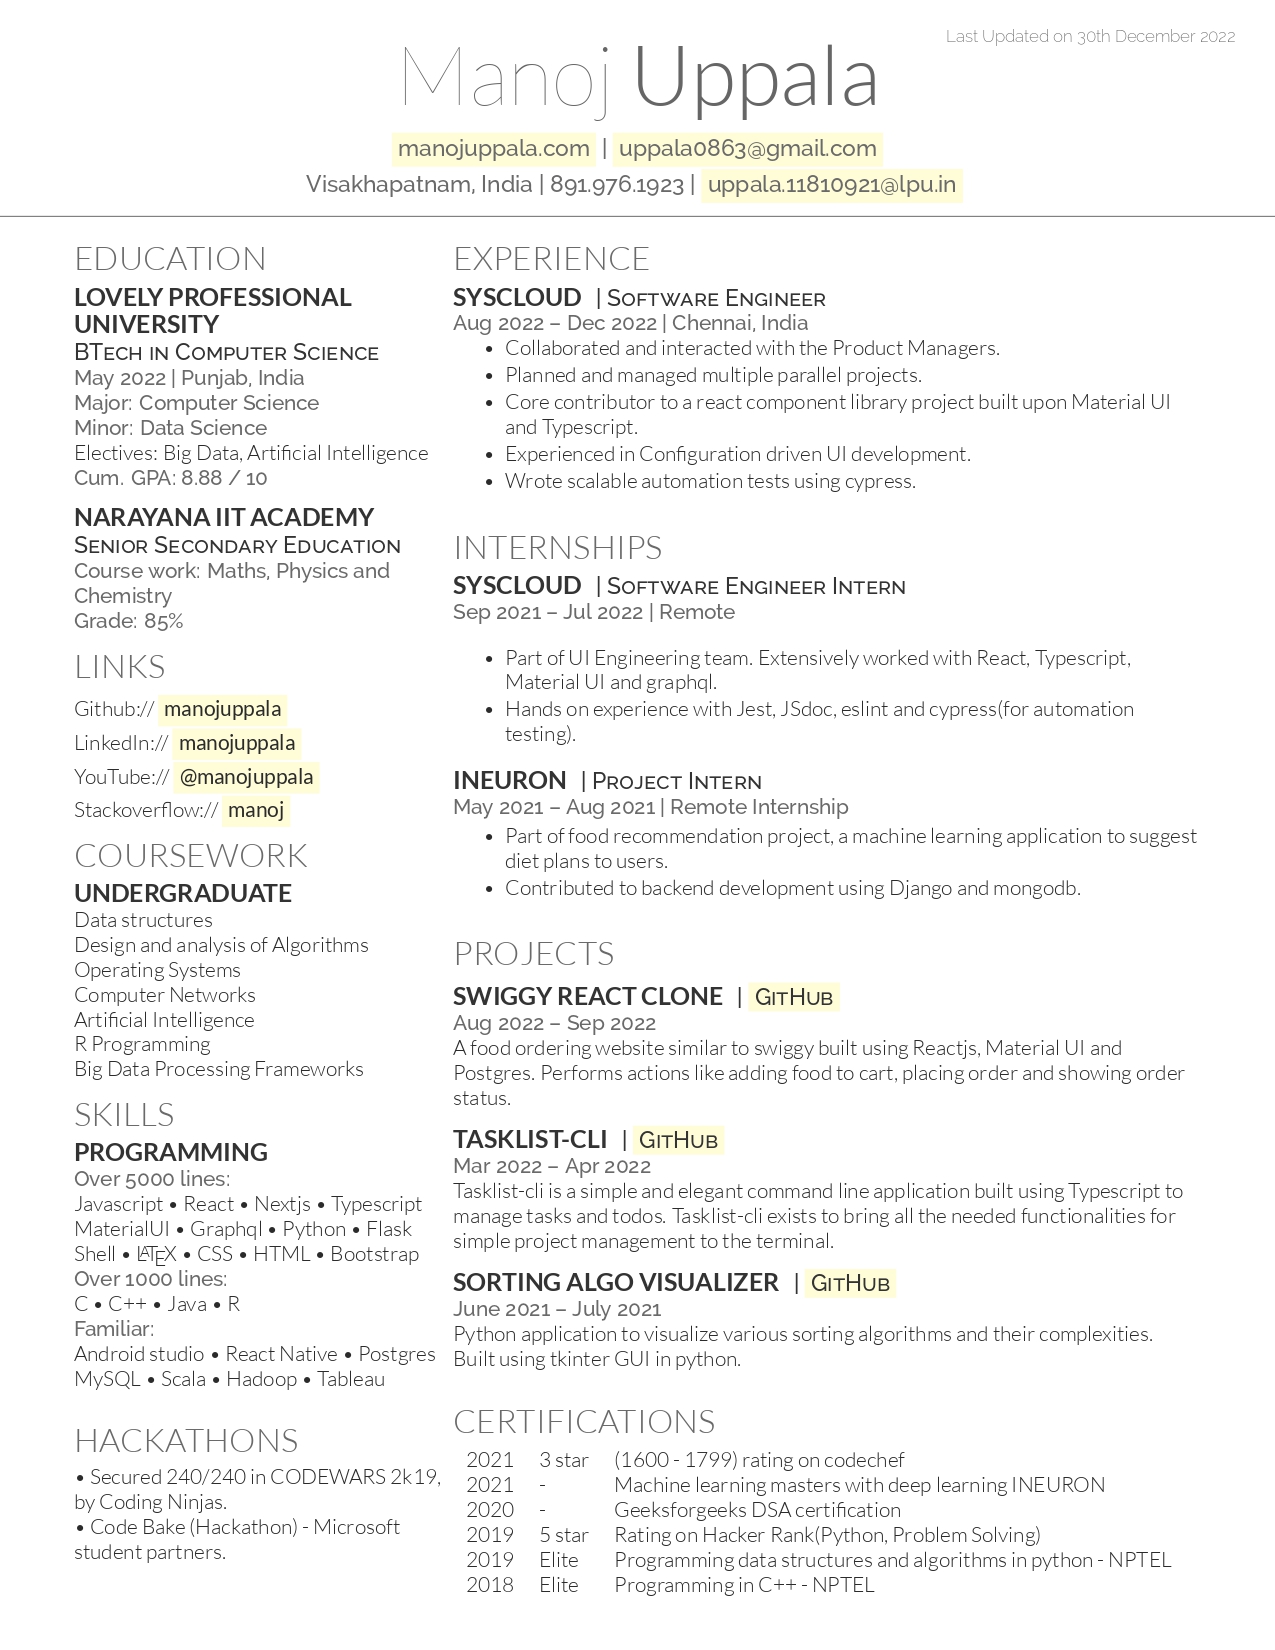 Last Updated on 30th December 2022
Manoj Uppala
manojuppala.com | uppala0863@gmail.com
Visakhapatnam, India | 891.976.1923 | uppala.11810921@lpu.in
EDUCATION
LOVELY PROFESSIONAL
UNIVERSITY
BTech in Computer Science
May 2022 | Punjab, India
Major: Computer Science
Minor: Data Science
Electives: Big Data, Artificial Intelligence
Cum. GPA: 8.88 / 10
NARAYANA IIT ACADEMY
Senior Secondary Education
Course work: Maths, Physics and
Chemistry
Grade: 85%
LINKS
Github:// manojuppala
LinkedIn:// manojuppala
YouTube:// @manojuppala
Stackoverflow:// manoj
COURSEWORK
UNDERGRADUATE
Data structures
Design and analysis of Algorithms
Operating Systems
Computer Networks
Artificial Intelligence
R Programming
Big Data Processing Frameworks
SKILLS
PROGRAMMING
Over 5000 lines:
Javascript • React • Nextjs • Typescript
MaterialUI • Graphql • Python • Flask
Shell • LATEX • CSS • HTML • Bootstrap
Over 1000 lines:
C • C++ • Java • R
Familiar:
Android studio • React Native • Postgres
MySQL • Scala • Hadoop • Tableau
HACKATHONS
• Secured 240/240 in CODEWARS 2k19,
by Coding Ninjas.
• Code Bake (Hackathon) - Microsoft
student partners.
EXPERIENCE
SYSCLOUD | Software Engineer
Aug 2022 – Dec 2022 | Chennai, India
• Collaborated and interacted with the Product Managers.
• Planned and managed multiple parallel projects.
• Core contributor to a react component library project built upon Material UI
and Typescript.
• Experienced in Configuration driven UI development.
• Wrote scalable automation tests using cypress.
INTERNSHIPS
SYSCLOUD | Software Engineer Intern
Sep 2021 – Jul 2022 | Remote
• Part of UI Engineering team. Extensively worked with React, Typescript,
Material UI and graphql.
• Hands on experience with Jest, JSdoc, eslint and cypress(for automation
testing).
INEURON | Project Intern
May 2021 – Aug 2021 | Remote Internship
• Part of food recommendation project, a machine learning application to suggest
diet plans to users.
• Contributed to backend development using Django and mongodb.
PROJECTS
SWIGGY REACT CLONE | GitHub
Aug 2022 – Sep 2022
A food ordering website similar to swiggy built using Reactjs, Material UI and
Postgres. Performs actions like adding food to cart, placing order and showing order
status.
TASKLIST-CLI | GitHub
Mar 2022 – Apr 2022
Tasklist-cli is a simple and elegant command line application built using Typescript to
manage tasks and todos. Tasklist-cli exists to bring all the needed functionalities for
simple project management to the terminal.
SORTING ALGO VISUALIZER | GitHub
June 2021 – July 2021
Python application to visualize various sorting algorithms and their complexities.
Built using tkinter GUI in python.
CERTIFICATIONS
2021 3 star (1600 - 1799) rating on codechef
2021 - Machine learning masters with deep learning INEURON
2020 - Geeksforgeeks DSA certification
2019 5 star Rating on Hacker Rank(Python, Problem Solving)
2019 Elite Programming data structures and algorithms in python - NPTEL
2018 Elite Programming in C++ - NPTEL